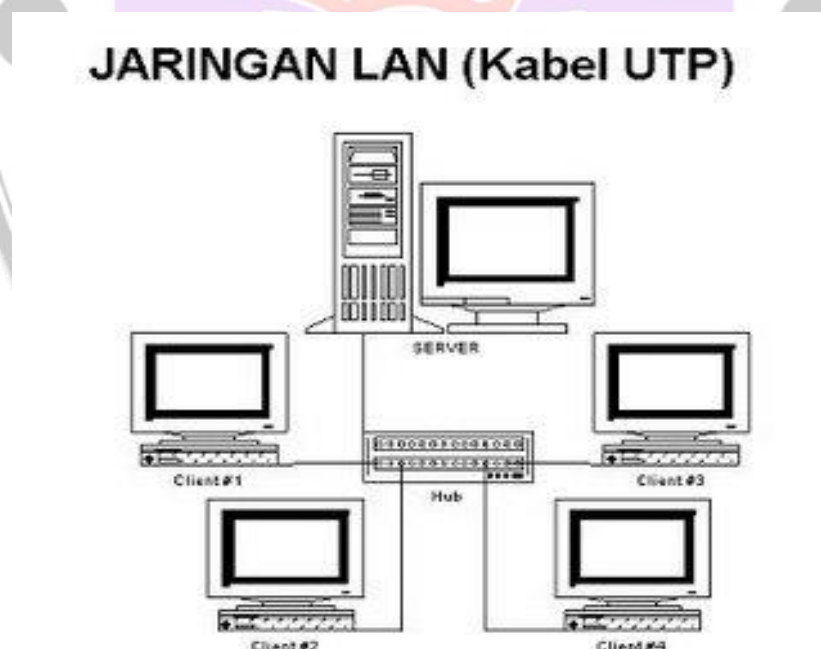 JARINGAN LAN (Kabel UTP)
SERVER
Client #1
Client #3
Hub
Client #2
Client #4